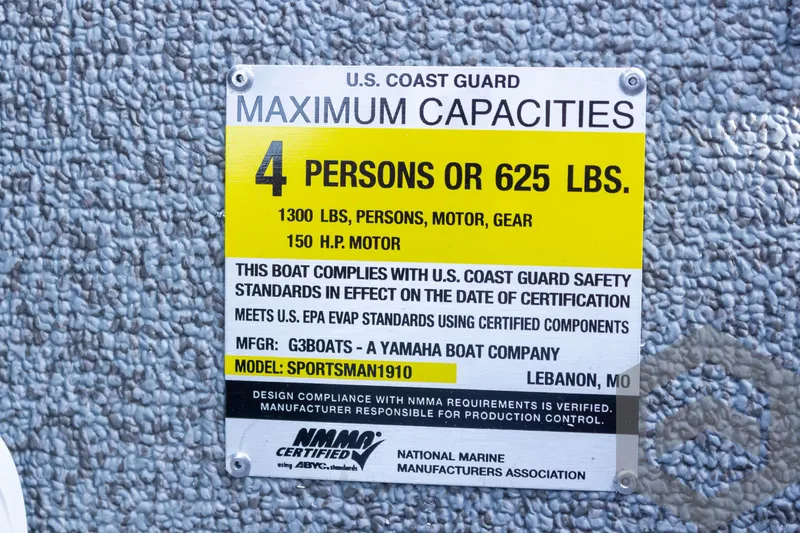 U.S. COAST GUARD
MAXIMUM CAPACITIES
4 PERSONS OR 625 LBS.
1300 LBS, PERSONS, MOTOR, GEAR
150 H.P. MOTOR
THIS BOAT COMPLIES WITH U.S. COAST GUARD SAFETY
STANDARDS IN EFFECT ON THE DATE OF CERTIFICATION
MEETS U.S. EPA EVAP STANDARDS USING CERTIFIED COMPONENTS
MFGR: G3BOATS - A YAMAHA BOAT COMPANY
MODEL: SPORTSMAN1910
LEBANON, MO
DESIGN COMPLIANCE WITH NMMA REQUIREMENTS IS VERIFIED.
MANUFACTURER RESPONSIBLE FOR PRODUCTION CONTROL.
NMMA®
CERTIFIED
using ABYC® standards
NATIONAL MARINE
MANUFACTURERS ASSOCIATION